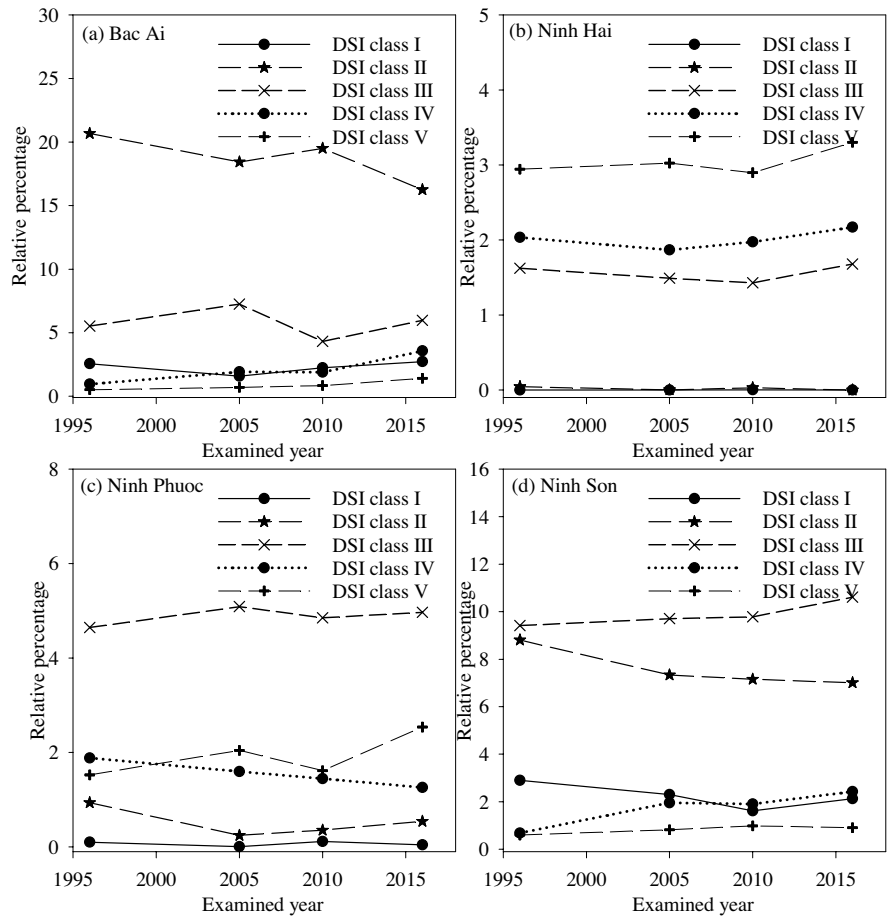 (a) Bac Ai
DSI class I
DSI class II
DSI class III
DSI class IV
DSI class V
30
25
20
15
10
5
0
Relative percentage
1995 2000 2005 2010 2015
Examined year
(b) Ninh Hai
DSI class I
DSI class II
DSI class III
DSI class IV
DSI class V
5
4
3
2
1
0
Relative percentage
1995 2000 2005 2010 2015
Examined year
(c) Ninh Phuoc
DSI class I
DSI class II
DSI class III
DSI class IV
DSI class V
8
6
4
2
0
Relative percentage
1995 2000 2005 2010 2015
Examined year
(d) Ninh Son
DSI class I
DSI class II
DSI class III
DSI class IV
DSI class V
16
14
12
10
8
6
4
2
0
Relative percentage
1995 2000 2005 2010 2015
Examined year